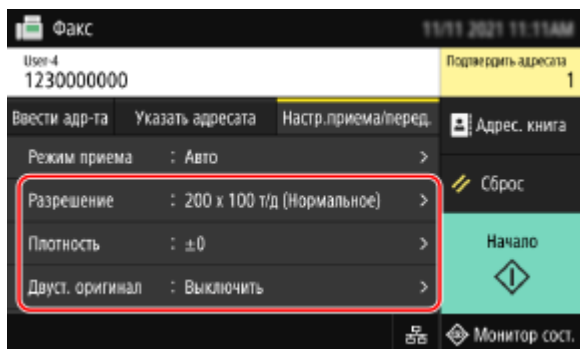 Факс
11/11 2021 11:11AM
User-4
1230000000
Подтвердить адресата
1
Ввести адр-та
Указать адресата
Настр.приема/перед.
Адрес. книга
Режим приема : Авто
Сброс
Разрешение : 200 x 100 т/д (Нормальное)
Плотность : ±0
Начало
Двуст. оригинал : Выключить
Монитор сост.